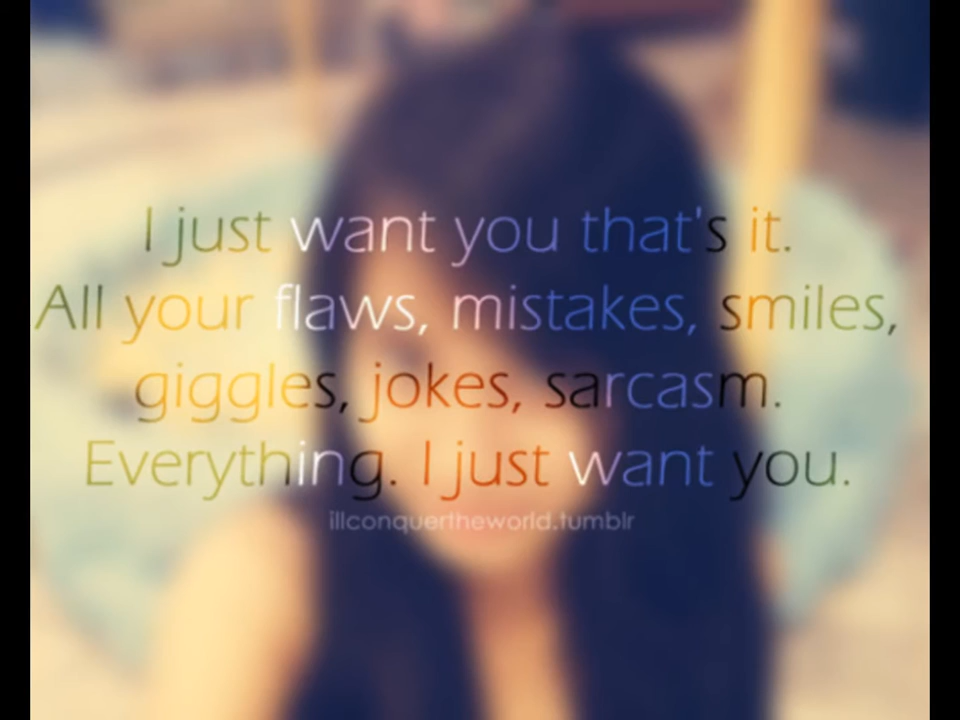 I just want you that's it.
All your flaws, mistakes, smiles,
giggles, jokes, sarcasm.
Everything. I just want you.
illconquertheworld.tumblr